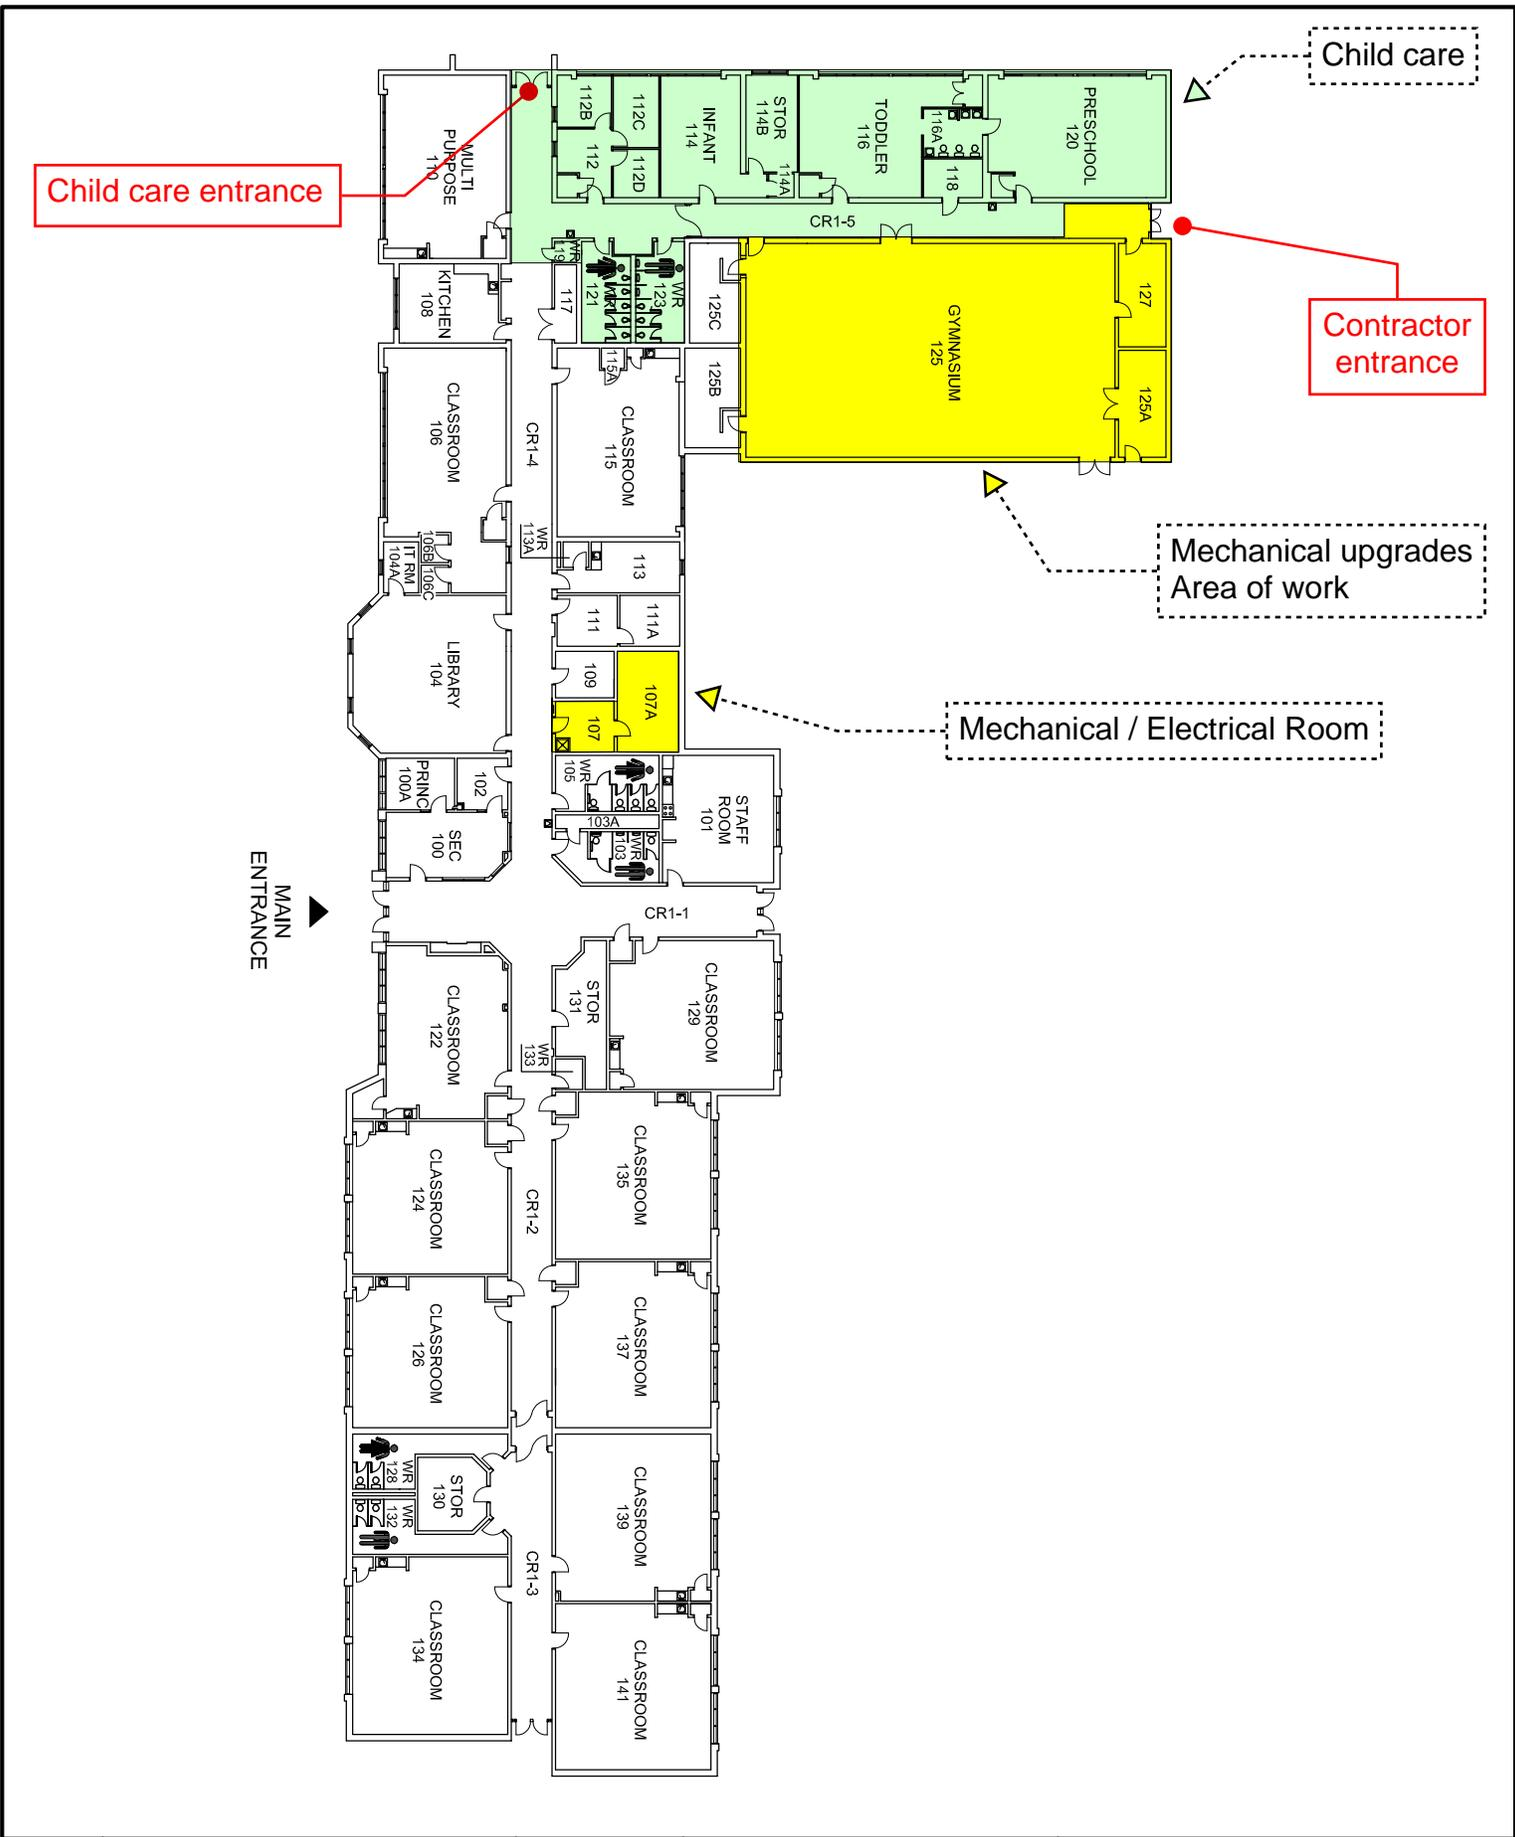 Child care
Child care entrance
Contractor
entrance
Mechanical upgrades
Area of work
Mechanical / Electrical Room
MAIN
ENTRANCE
MULTI
PURPOSE
110
112B
112C
112
112D
INFANT
114
STOR
114B
114A
TODDLER
116
116A
118
PRESCHOOL
120
CR1-5
WR
119
121
WR
WR
123
117
125C
125B
GYMNASIUM
125
127
125A
KITCHEN
108
CLASSROOM
106
CR1-4
115A
CLASSROOM
115
WR
113A
113
106B
106C
IT RM
104A
111
111A
LIBRARY
104
109
107A
107
PRINC
100A
102
SEC
100
WR
105
103A
WR
103
STAFF
ROOM
101
CR1-1
CLASSROOM
122
STOR
131
WR
133
CLASSROOM
129
CLASSROOM
124
CR1-2
CLASSROOM
135
CLASSROOM
126
CLASSROOM
137
WR
128
STOR
130
WR
132
CLASSROOM
139
CR1-3
CLASSROOM
134
CLASSROOM
141